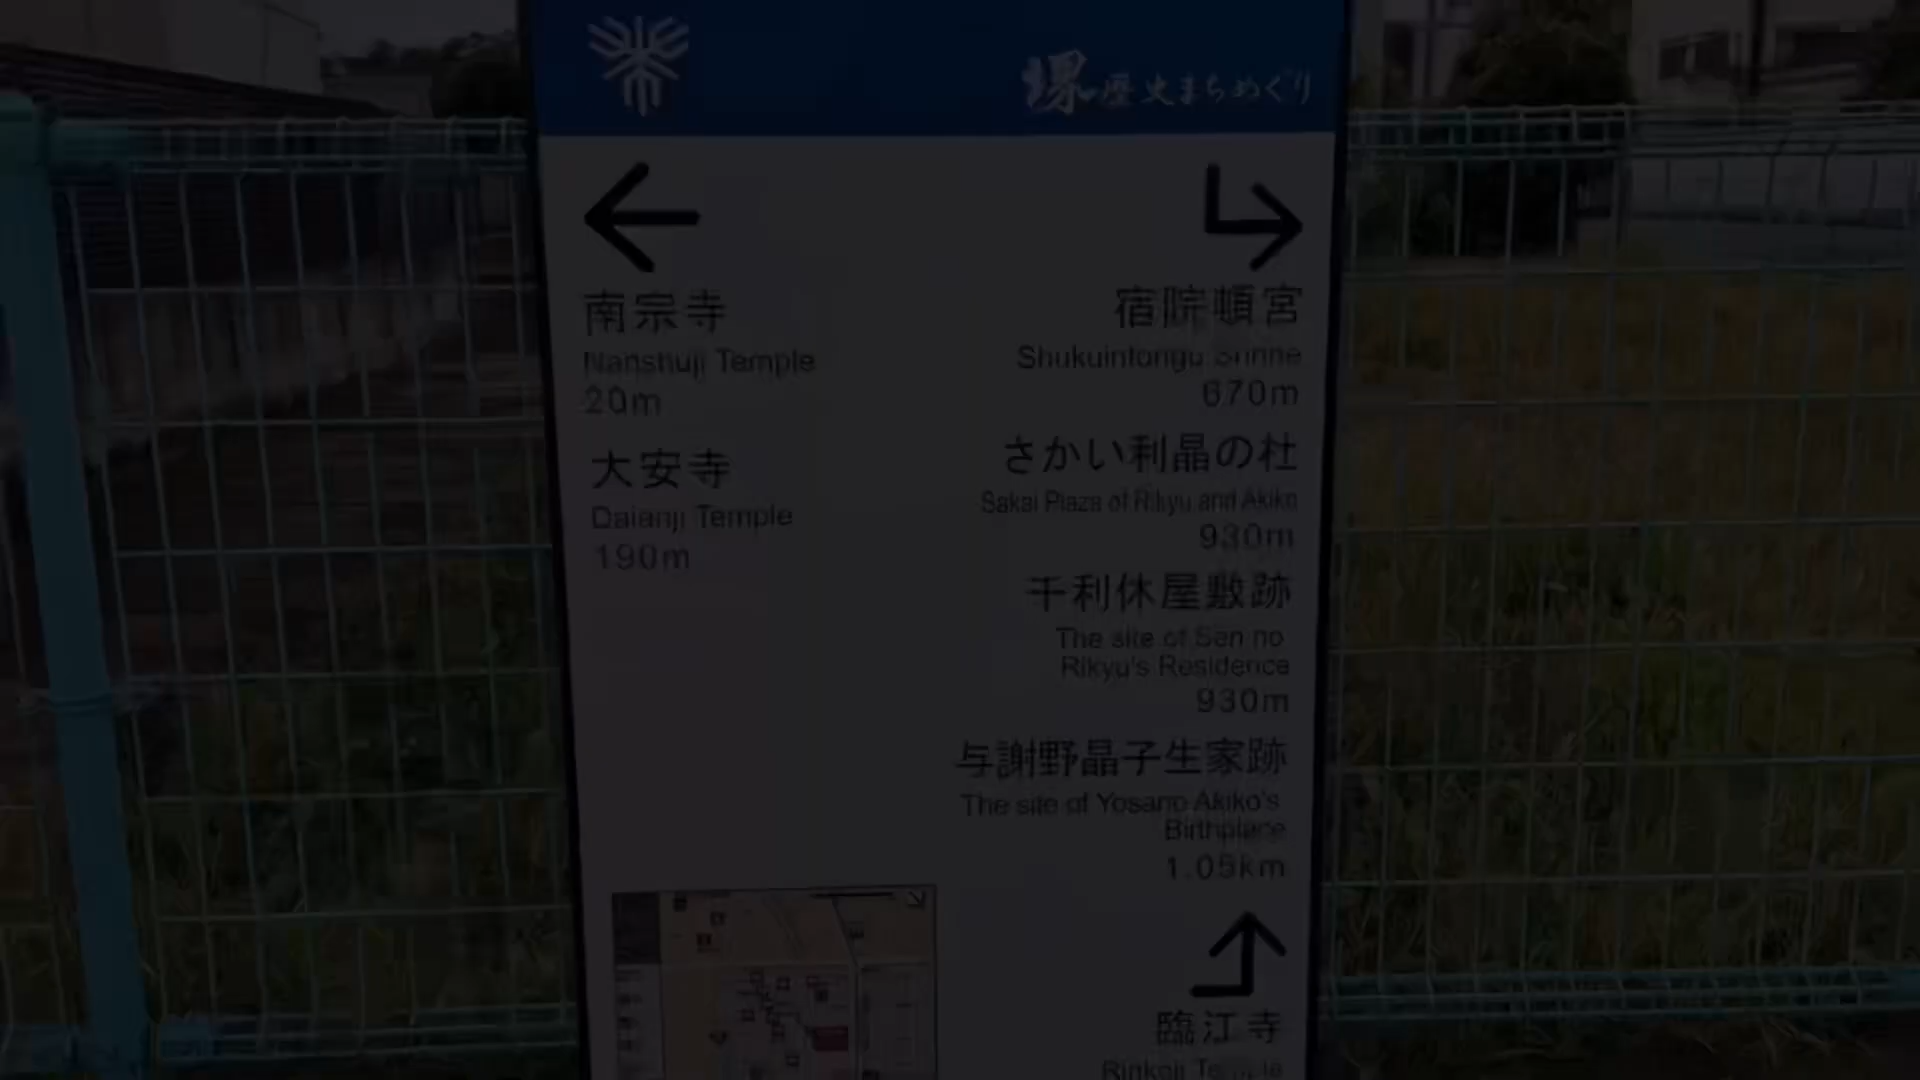 堺歴史まちめぐり
南宗寺
Nanshuji Temple
20m
大安寺
Daianji Temple
190m
宿院頓宮
Shukuintongu Shrine
670m
さかい利晶の杜
Sakai Plaza of Rikyu and Akiko
930m
千利休屋敷跡
The site of Sen no
Rikyu's Residence
930m
与謝野晶子生家跡
The site of Yosano Akiko's
Birthplace
1.09km
臨江寺
Rinkoji Temple